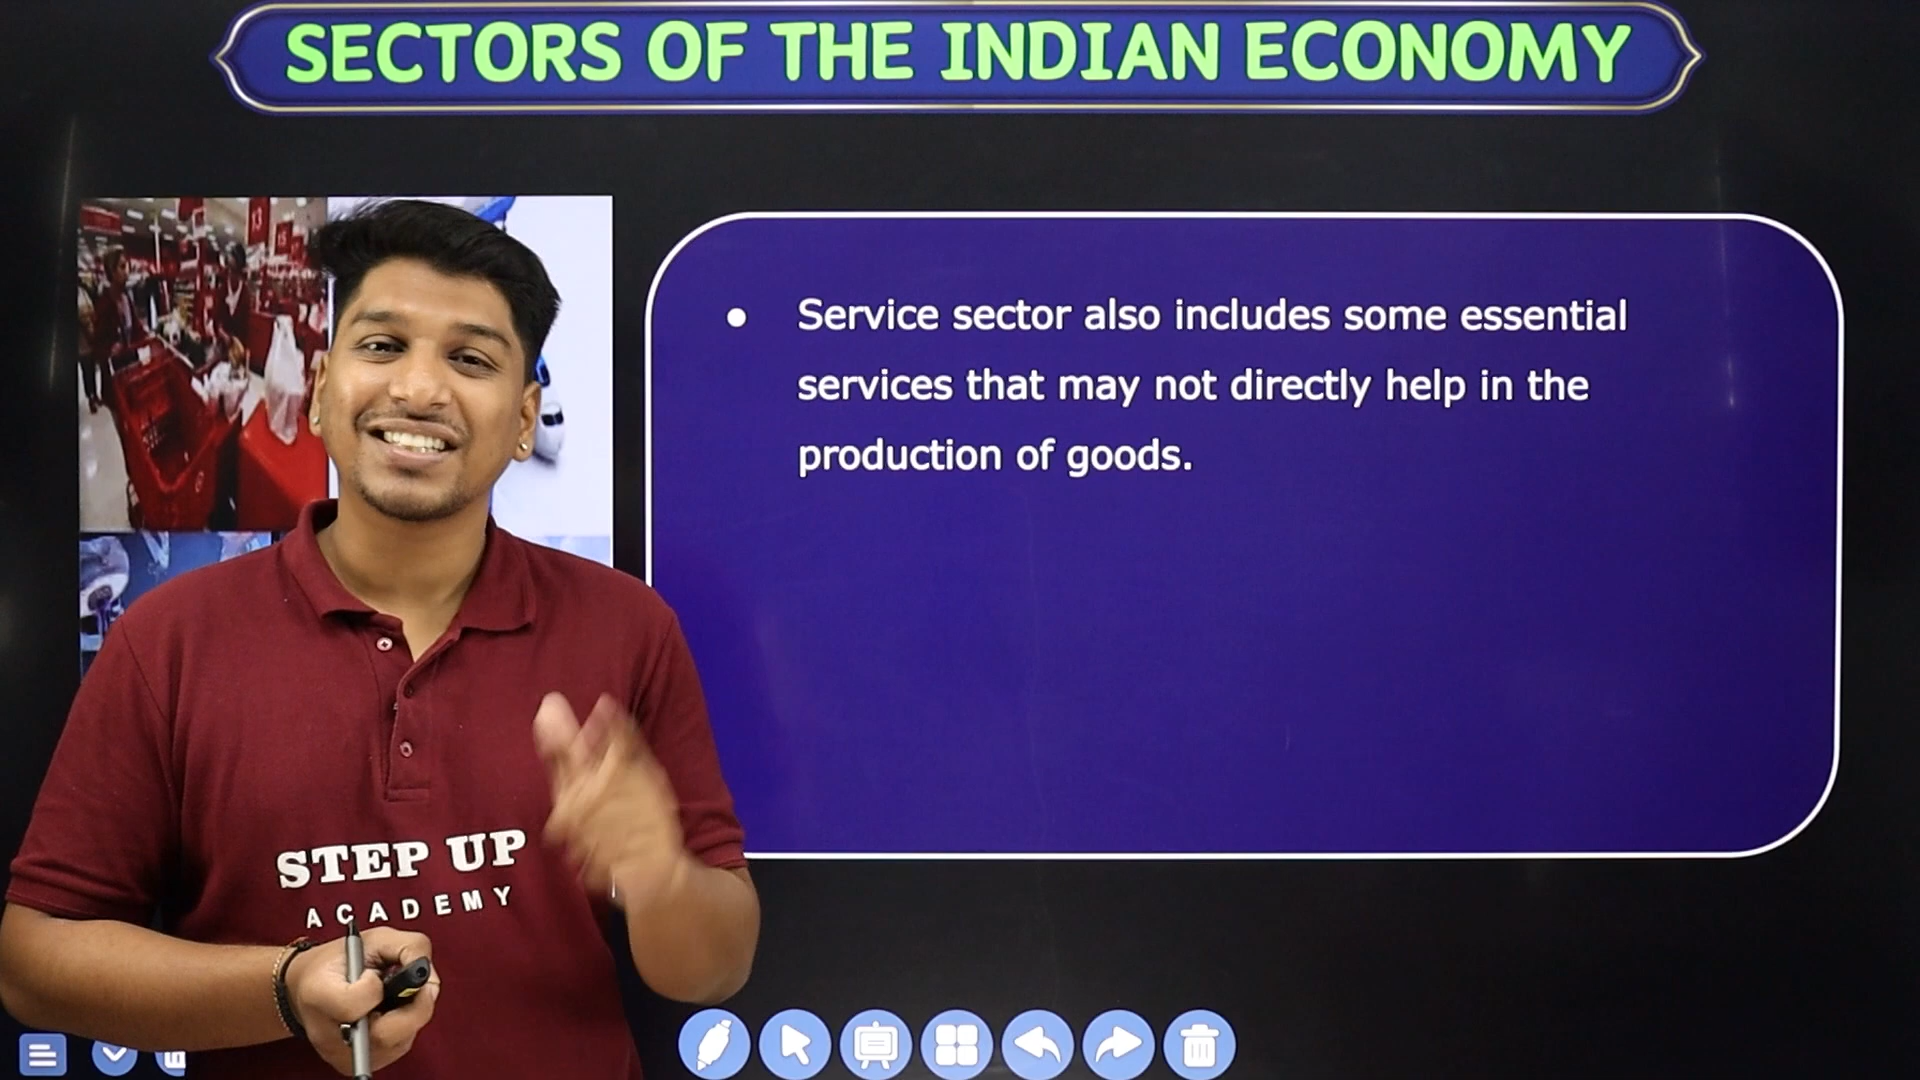 SECTORS OF THE INDIAN ECONOMY
Service sector also includes some essential
services that may not directly help in the
production of goods.
STEP UP
ACADEMY